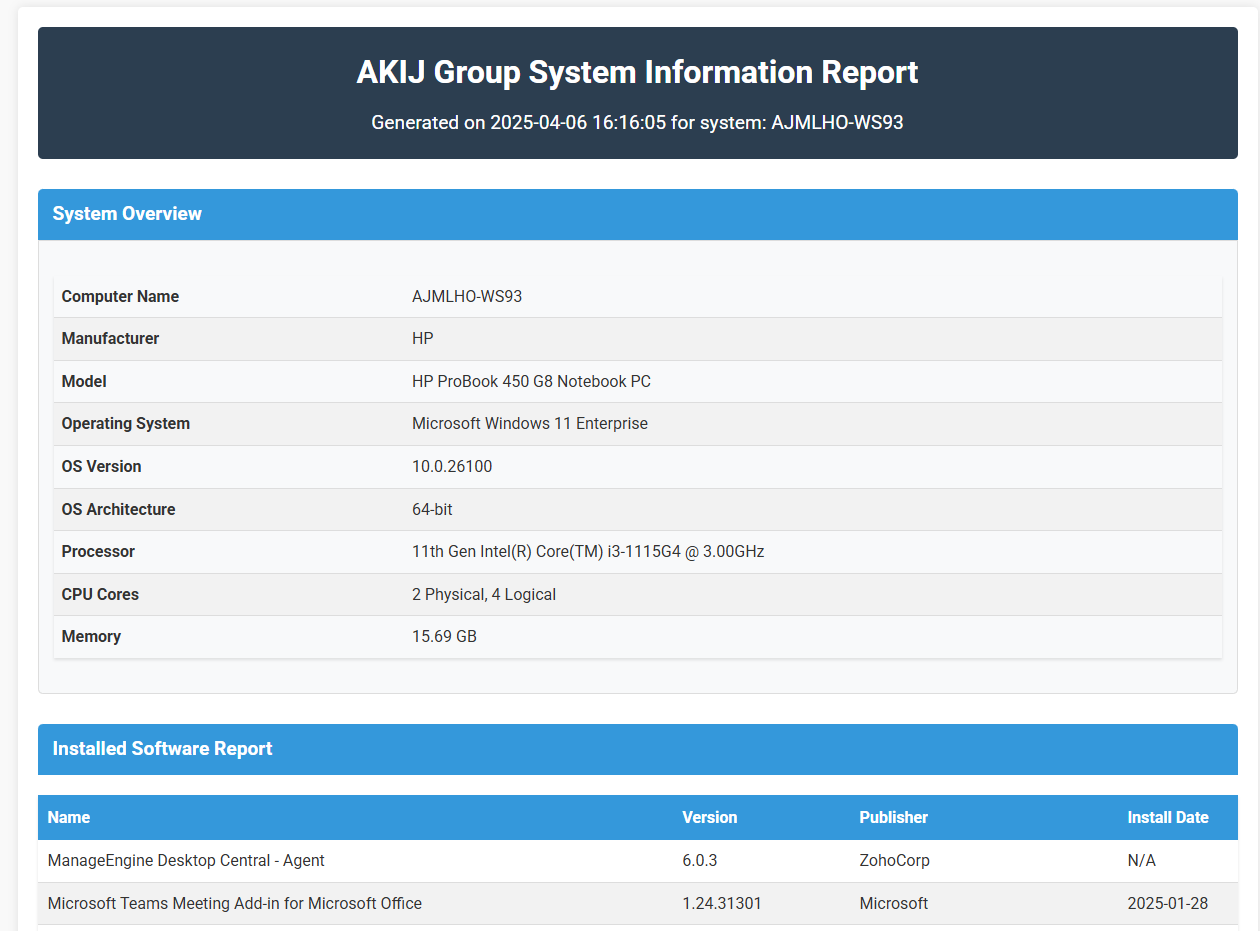 AKIJ Group System Information Report
Generated on 2025-04-06 16:16:05 for system: AJMLHO-WS93
System Overview
Computer Name AJMLHO-WS93
Manufacturer HP
Model HP ProBook 450 G8 Notebook PC
Operating System Microsoft Windows 11 Enterprise
OS Version 10.0.26100
OS Architecture 64-bit
Processor 11th Gen Intel(R) Core(TM) i3-1115G4 @ 3.00GHz
CPU Cores 2 Physical, 4 Logical
Memory 15.69 GB
Installed Software Report
Name Version Publisher Install Date
ManageEngine Desktop Central - Agent 6.0.3 ZohoCorp N/A
Microsoft Teams Meeting Add-in for Microsoft Office 1.24.31301 Microsoft 2025-01-28